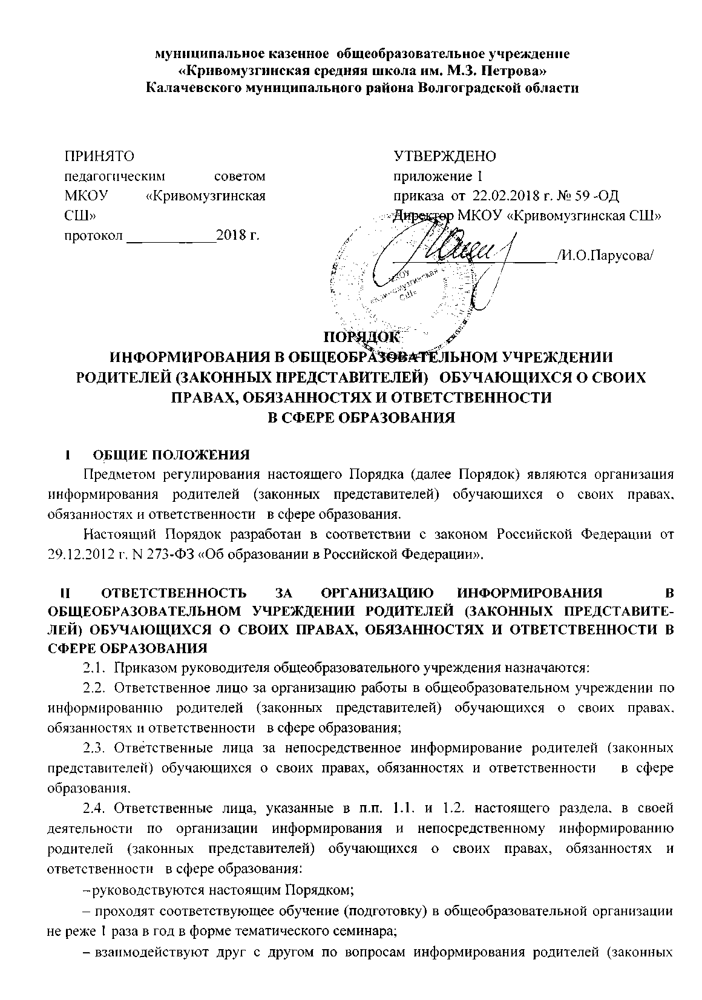 муниципальное казенное общеобразовательное учреждение
«Кривомузгинская средняя школа им. М.З. Петрова»
Калачевского муниципального района Волгоградской области
ПРИНЯТО
педагогическим советом
МКОУ «Кривомузгинская
СШ»
протокол ____________2018 г.
УТВЕРЖДЕНО
приложение 1
приказа от 22.02.2018 г. № 59 -ОД
Директор МКОУ «Кривомузгинская СШ»
______________________/И.О.Парусова/
МКОУ
«Кривомузгинская
СШ»
ПОРЯДОК
ИНФОРМИРОВАНИЯ В ОБЩЕОБРАЗОВАТЕЛЬНОМ УЧРЕЖДЕНИИ
РОДИТЕЛЕЙ (ЗАКОННЫХ ПРЕДСТАВИТЕЛЕЙ) ОБУЧАЮЩИХСЯ О СВОИХ
ПРАВАХ, ОБЯЗАННОСТЯХ И ОТВЕТСТВЕННОСТИ
В СФЕРЕ ОБРАЗОВАНИЯ
I ОБЩИЕ ПОЛОЖЕНИЯ
Предметом регулирования настоящего Порядка (далее Порядок) являются организация
информирования родителей (законных представителей) обучающихся о своих правах,
обязанностях и ответственности в сфере образования.
Настоящий Порядок разработан в соответствии с законом Российской Федерации от
29.12.2012 г. N 273-ФЗ «Об образовании в Российской Федерации».
II ОТВЕТСТВЕННОСТЬ ЗА ОРГАНИЗАЦИЮ ИНФОРМИРОВАНИЯ В
ОБЩЕОБРАЗОВАТЕЛЬНОМ УЧРЕЖДЕНИИ РОДИТЕЛЕЙ (ЗАКОННЫХ ПРЕДСТАВИТЕ-
ЛЕЙ) ОБУЧАЮЩИХСЯ О СВОИХ ПРАВАХ, ОБЯЗАННОСТЯХ И ОТВЕТСТВЕННОСТИ В
СФЕРЕ ОБРАЗОВАНИЯ
2.1. Приказом руководителя общеобразовательного учреждения назначаются:
2.2. Ответственное лицо за организацию работы в общеобразовательном учреждении по
информированию родителей (законных представителей) обучающихся о своих правах,
обязанностях и ответственности в сфере образования;
2.3. Ответственные лица за непосредственное информирование родителей (законных
представителей) обучающихся о своих правах, обязанностях и ответственности в сфере
образования.
2.4. Ответственные лица, указанные в п.п. 1.1. и 1.2. настоящего раздела, в своей
деятельности по организации информирования и непосредственному информированию
родителей (законных представителей) обучающихся о своих правах, обязанностях и
ответственности в сфере образования:
–руководствуются настоящим Порядком;
– проходят соответствующее обучение (подготовку) в общеобразовательной организации
не реже 1 раза в год в форме тематического семинара;
– взаимодействуют друг с другом по вопросам информирования родителей (законных